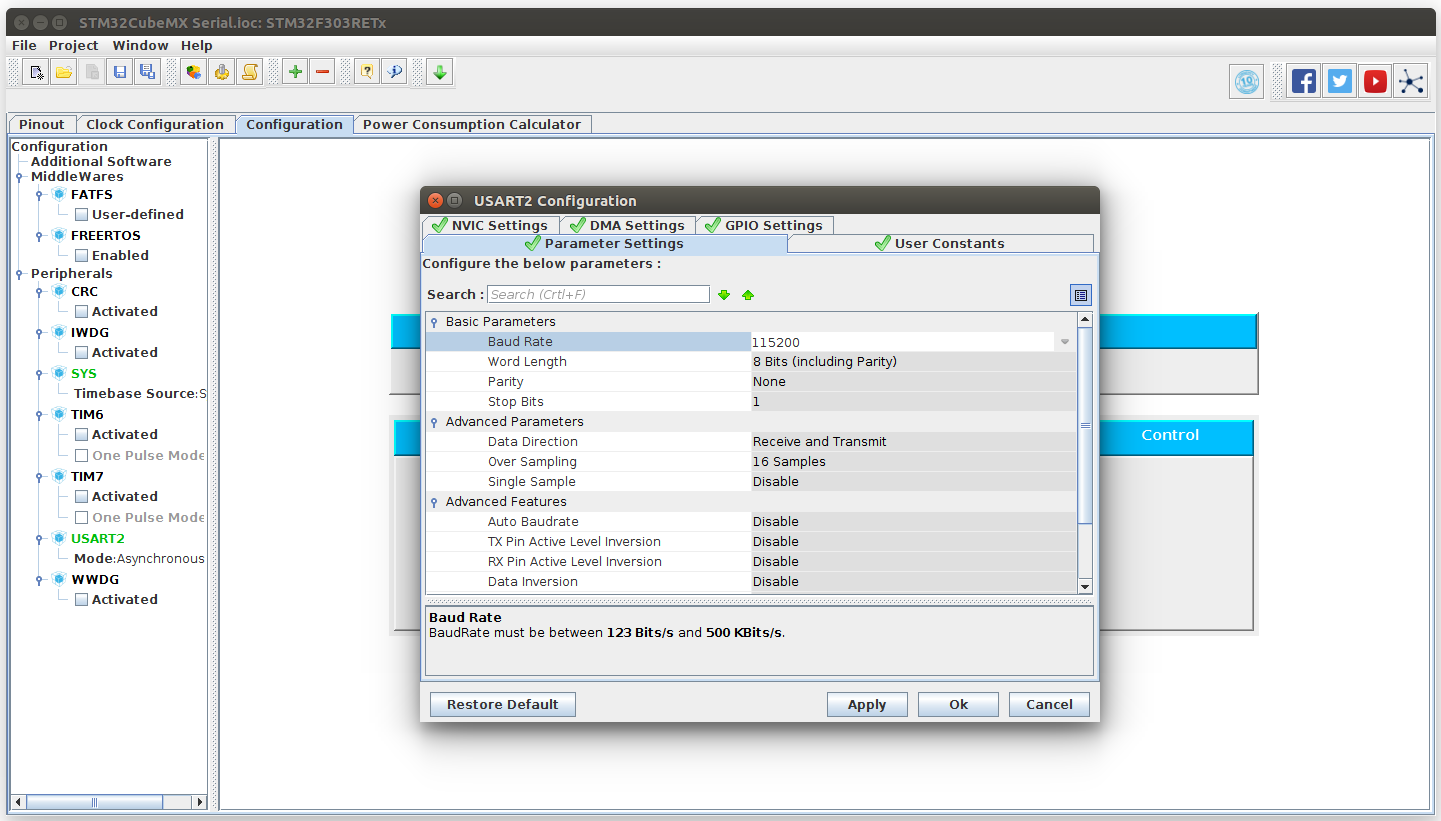 STM32CubeMX Serial.ioc: STM32F303RETx
File Project Window Help
19
Pinout Clock Configuration Configuration Power Consumption Calculator
Configuration
Additional Software
MiddleWares
FATFS
User-defined
FREERTOS
Enabled
Peripherals
CRC
Activated
IWDG
Activated
SYS
Timebase Source:S
TIM6
Activated
One Pulse Mode
TIM7
Activated
One Pulse Mode
USART2
Mode:Asynchronous
WWDG
Activated
Control
USART2 Configuration
NVIC Settings DMA Settings GPIO Settings
Parameter Settings User Constants
Configure the below parameters :
Search : Search (Crtl+F)
Basic Parameters
Baud Rate 115200
Word Length 8 Bits (including Parity)
Parity None
Stop Bits 1
Advanced Parameters
Data Direction Receive and Transmit
Over Sampling 16 Samples
Single Sample Disable
Advanced Features
Auto Baudrate Disable
TX Pin Active Level Inversion Disable
RX Pin Active Level Inversion Disable
Data Inversion Disable
Baud Rate
BaudRate must be between 123 Bits/s and 500 KBits/s.
Restore Default Apply Ok Cancel